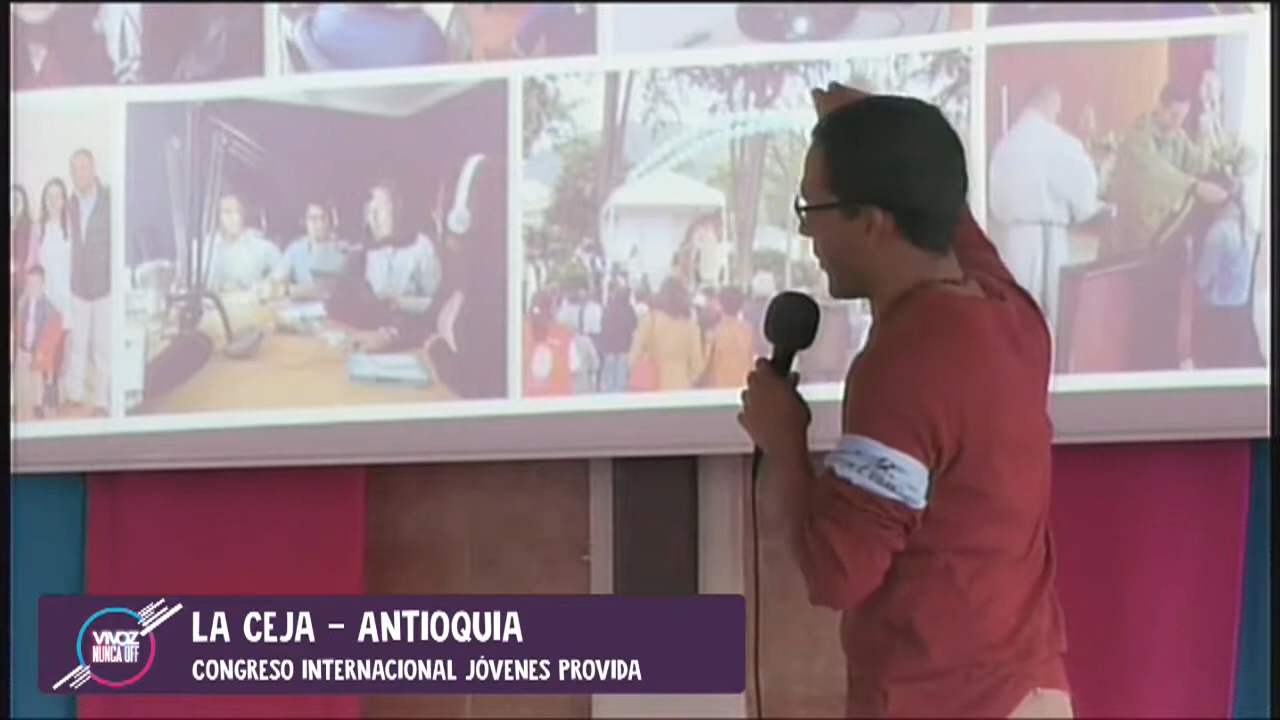 LA CEJA – ANTIOQUIA
CONGRESO INTERNACIONAL JÓVENES PROVIDA
VIVOZ
NUNCA OFF